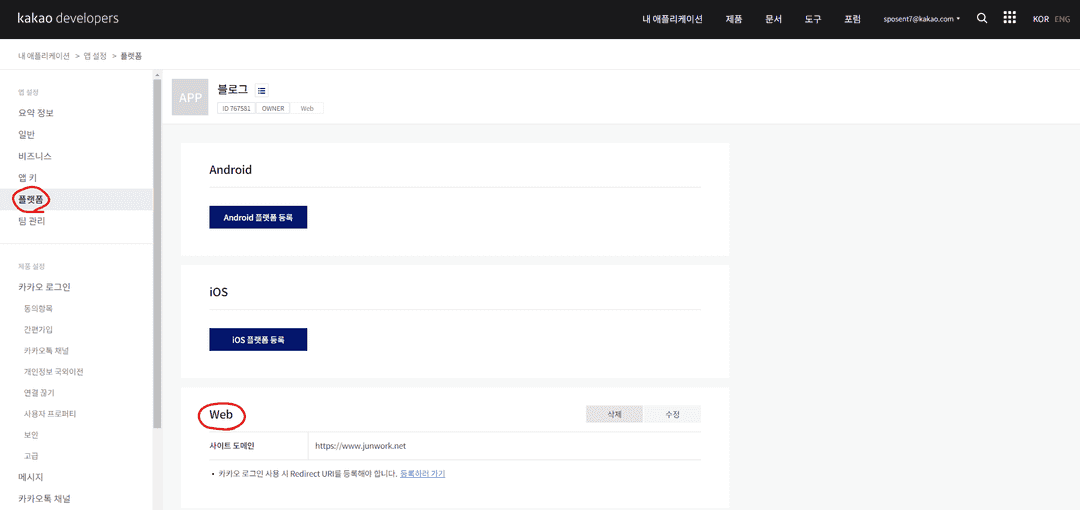 kakao developers
내 애플리케이션 제품 문서 도구 포럼 sposent7@kakao.com KOR ENG
내 애플리케이션 > 앱 설정 > 플랫폼
앱 설정
요약 정보
일반
비즈니스
앱 키
플랫폼
팀 관리
제품 설정
카카오 로그인
동의항목
간편가입
카카오톡 채널
개인정보 국외이전
연결 끊기
사용자 프로퍼티
보안
고급
메시지
카카오톡 채널
APP
불로그
ID 767581 OWNER Web
Android
Android 플랫폼 등록
iOS
iOS 플랫폼 등록
Web
삭제 수정
사이트 도메인 https://www.junwork.net
• 카카오 로그인 사용 시 Redirect URI를 등록해야 합니다. 등록하러 가기